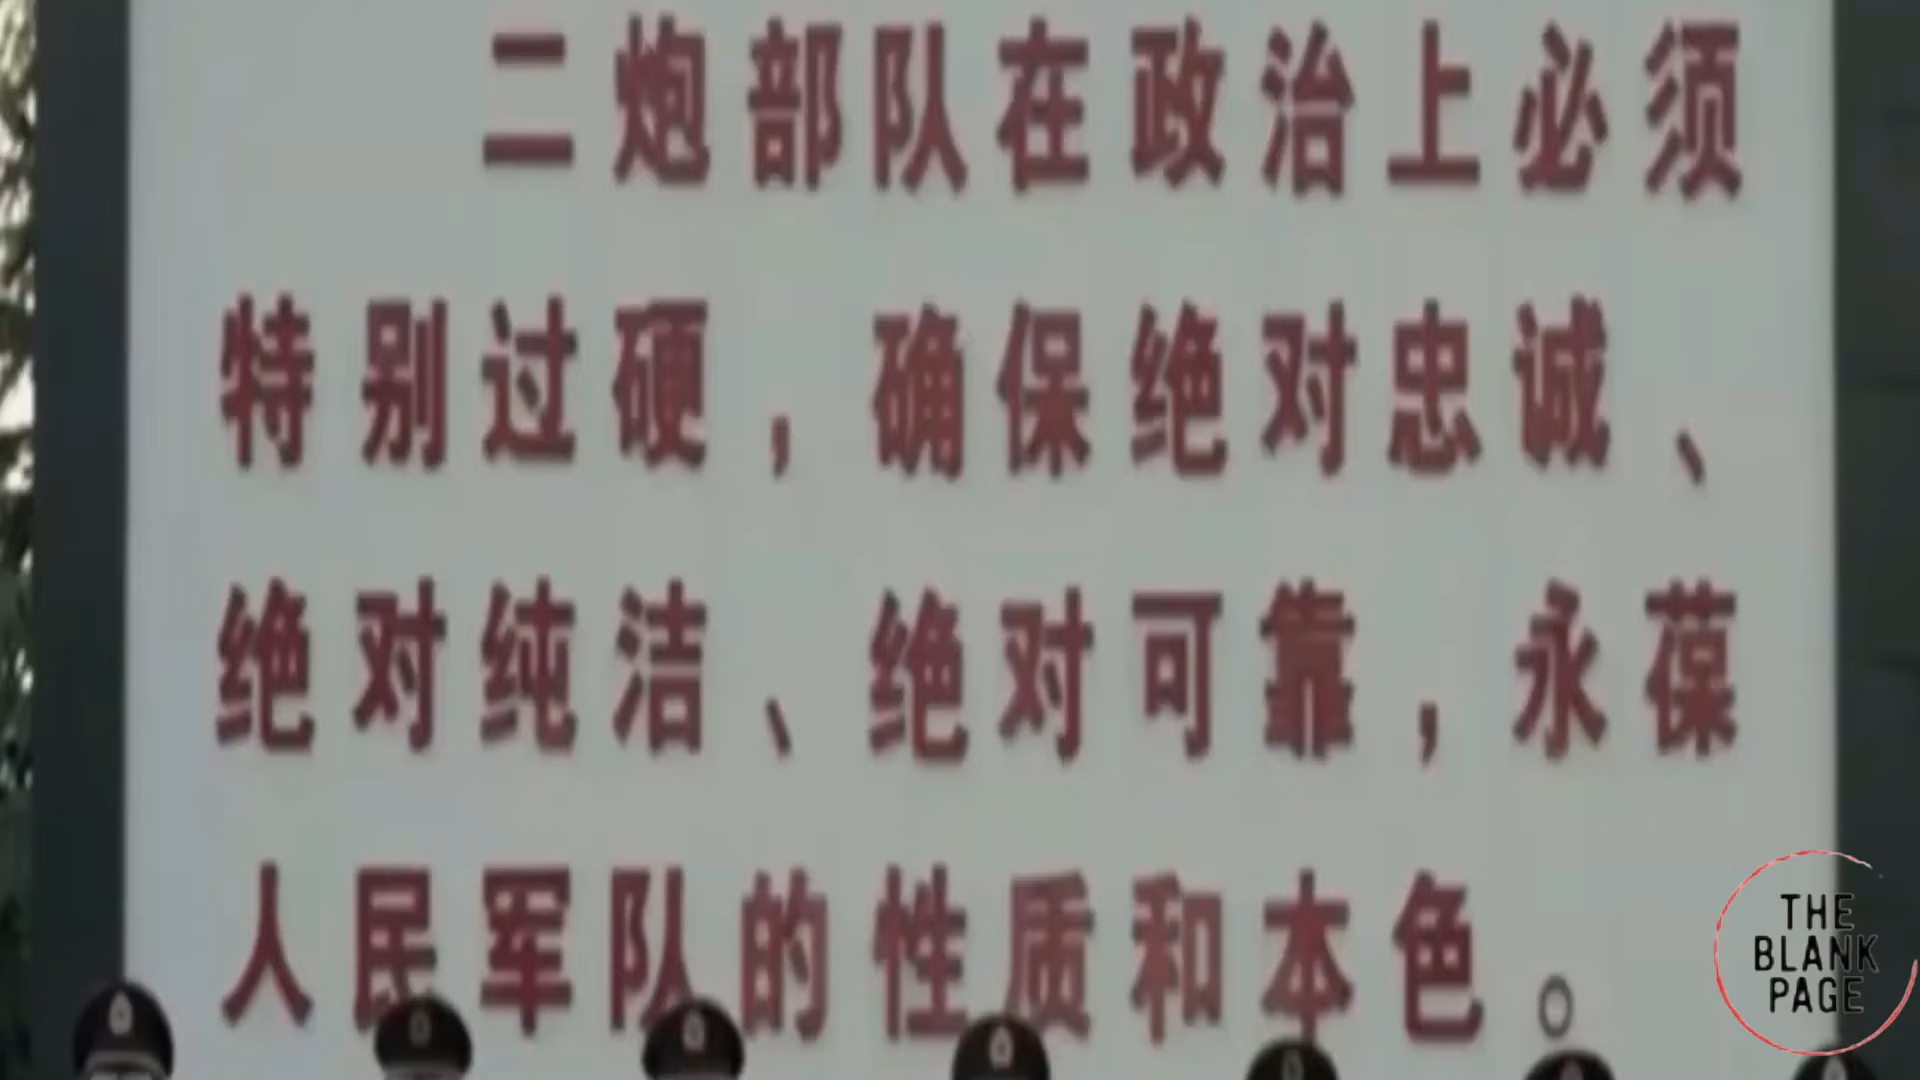 二炮部队在政治上必须
特别过硬，确保绝对忠诚、
绝对纯洁、绝对可靠，永葆
人民军队的性质和本色。
THE
BLANK
PAGE